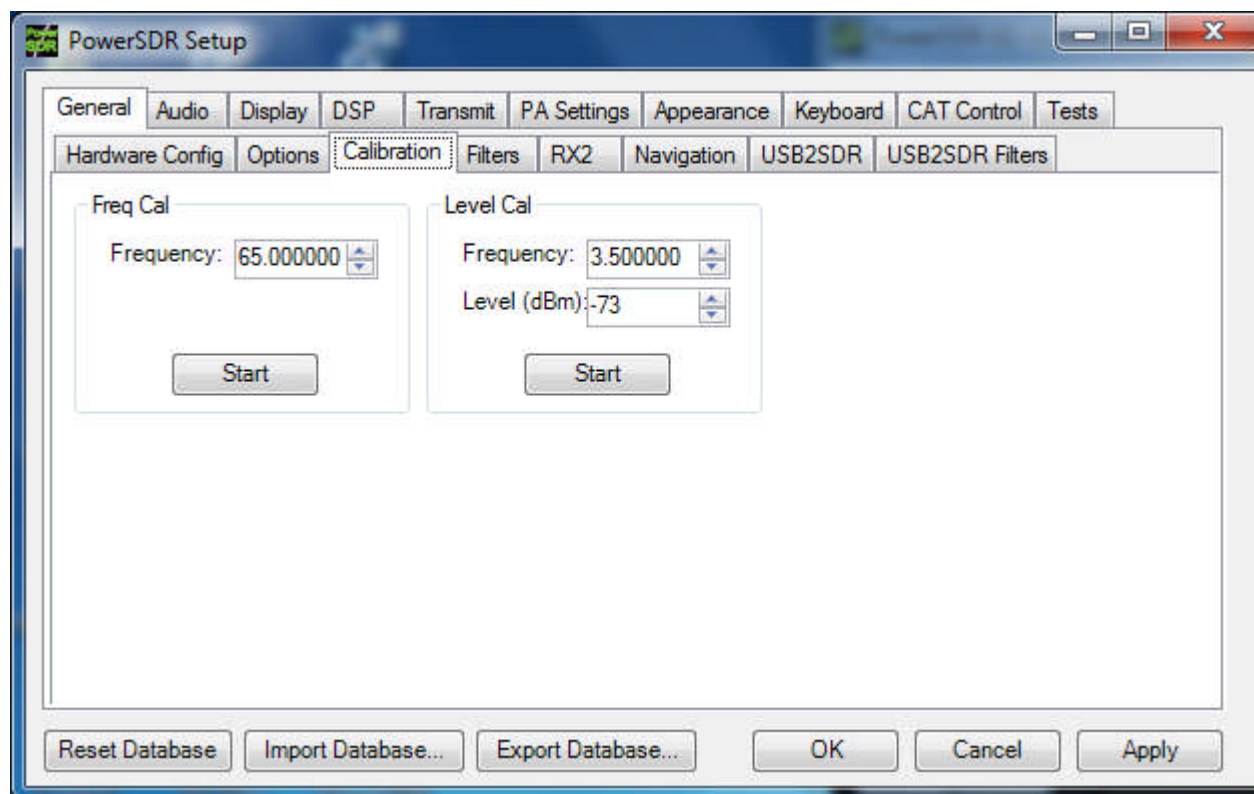 PowerSDR Setup
General Audio Display DSP Transmit PA Settings Appearance Keyboard CAT Control Tests
Hardware Config Options Calibration Filters RX2 Navigation USB2SDR USB2SDR Filters
Freq Cal Level Cal
Frequency: 65.000000 Frequency: 3.500000
Level (dBm): -73
Start Start
Reset Database Import Database... Export Database... OK Cancel Apply